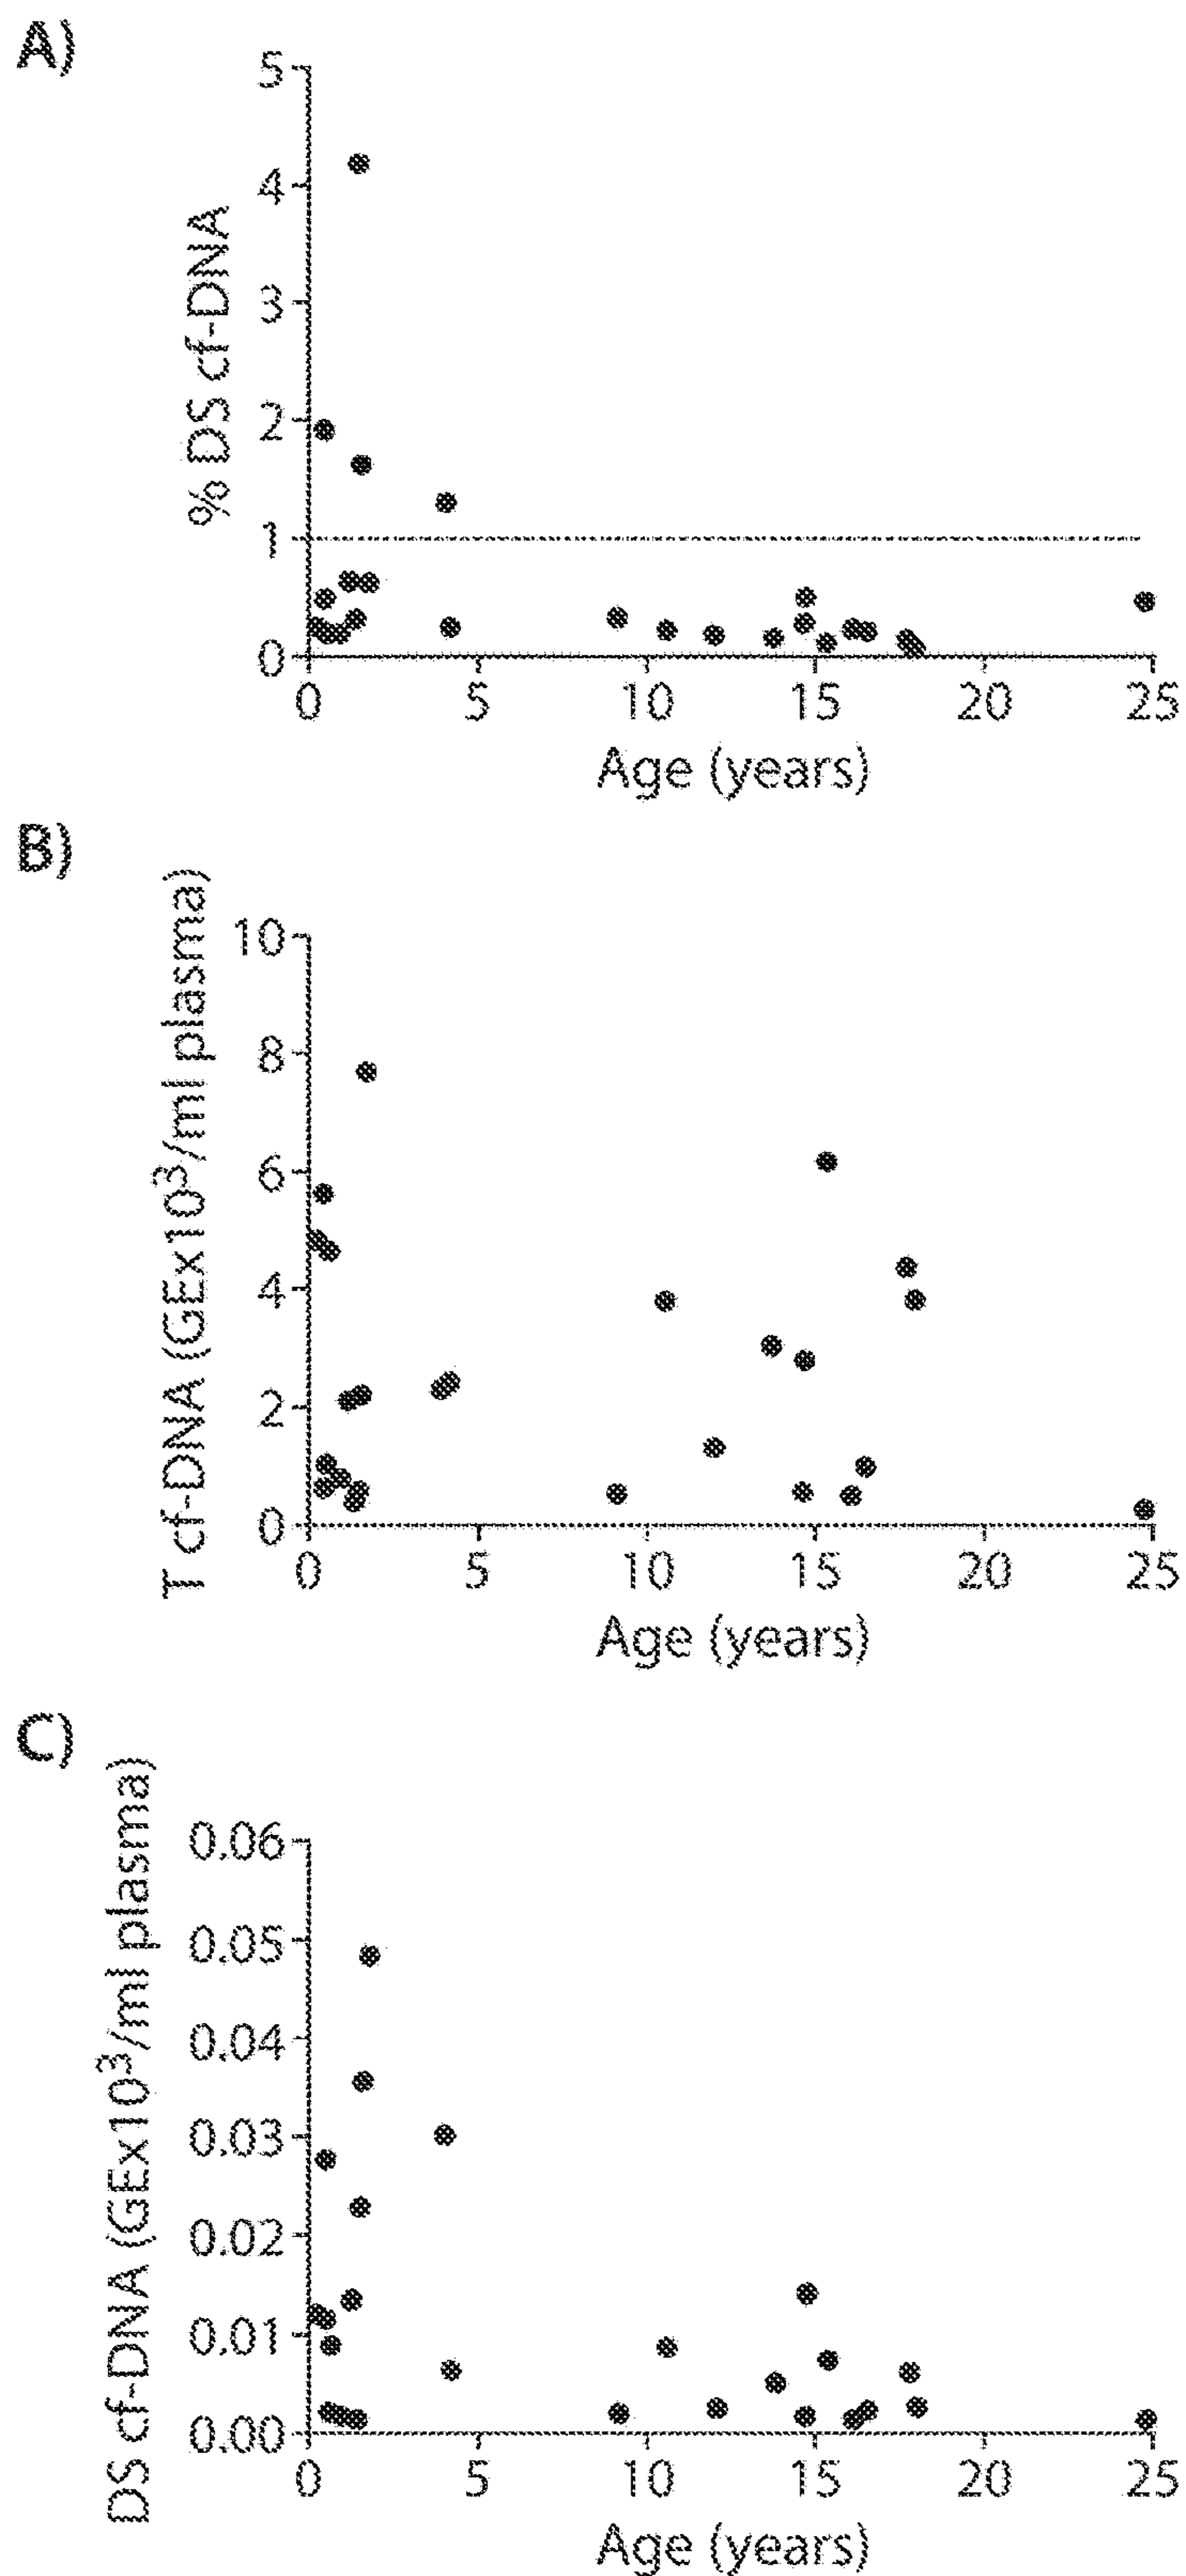 A)
% DS cf-DNA
5
4
3
2
1
0
0 5 10 15 20 25
Age (years)
B)
T cf-DNA (GEx10³/ml plasma)
10
8
6
4
2
0
0 5 10 15 20 25
Age (years)
C)
DS cf-DNA (GEx10³/ml plasma)
0.06
0.05
0.04
0.03
0.02
0.01
0.00
0 5 10 15 20 25
Age (years)